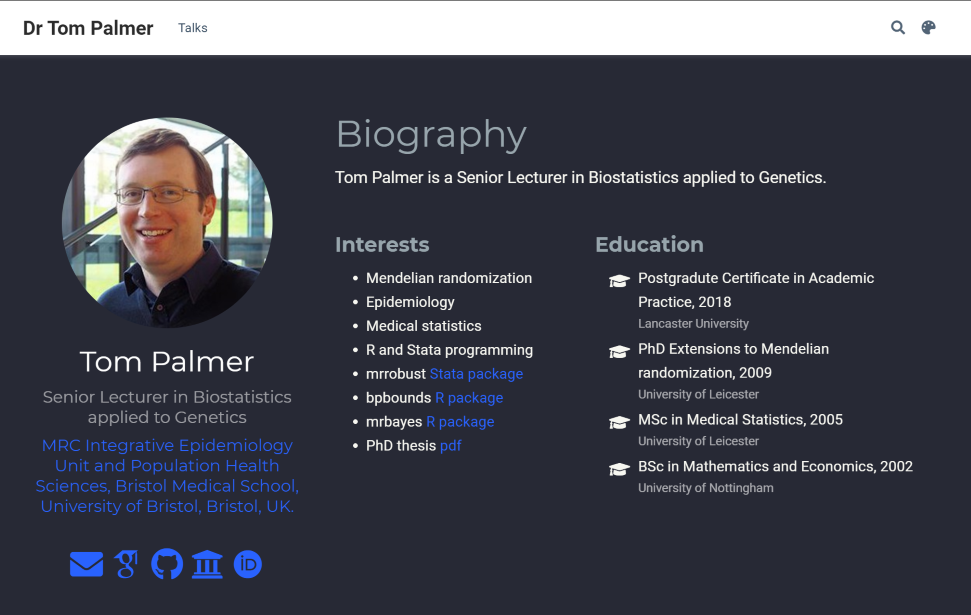 Dr Tom Palmer
Talks
Biography
Tom Palmer is a Senior Lecturer in Biostatistics applied to Genetics.
Tom Palmer
Senior Lecturer in Biostatistics
applied to Genetics
MRC Integrative Epidemiology
Unit and Population Health
Sciences, Bristol Medical School,
University of Bristol, Bristol, UK.
iD
Interests
Mendelian randomization
Epidemiology
Medical statistics
R and Stata programming
mrrobust Stata package
bpbounds R package
mrbayes R package
PhD thesis pdf
Education
Postgradute Certificate in Academic
Practice, 2018
Lancaster University
PhD Extensions to Mendelian
randomization, 2009
University of Leicester
MSc in Medical Statistics, 2005
University of Leicester
BSc in Mathematics and Economics, 2002
University of Nottingham